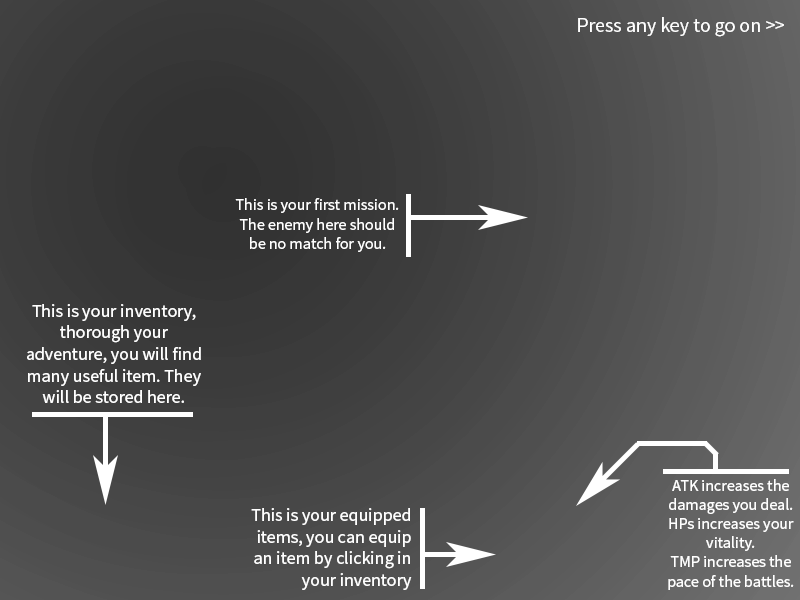 Press any key to go on >>
This is your first mission.
The enemy here should
be no match for you.
This is your inventory,
thorough your
adventure, you will find
many useful item. They
will be stored here.
ATK increases the
damages you deal.
HPs increases your
vitality.
TMP increases the
pace of the battles.
This is your equipped
items, you can equip
an item by clicking in
your inventory